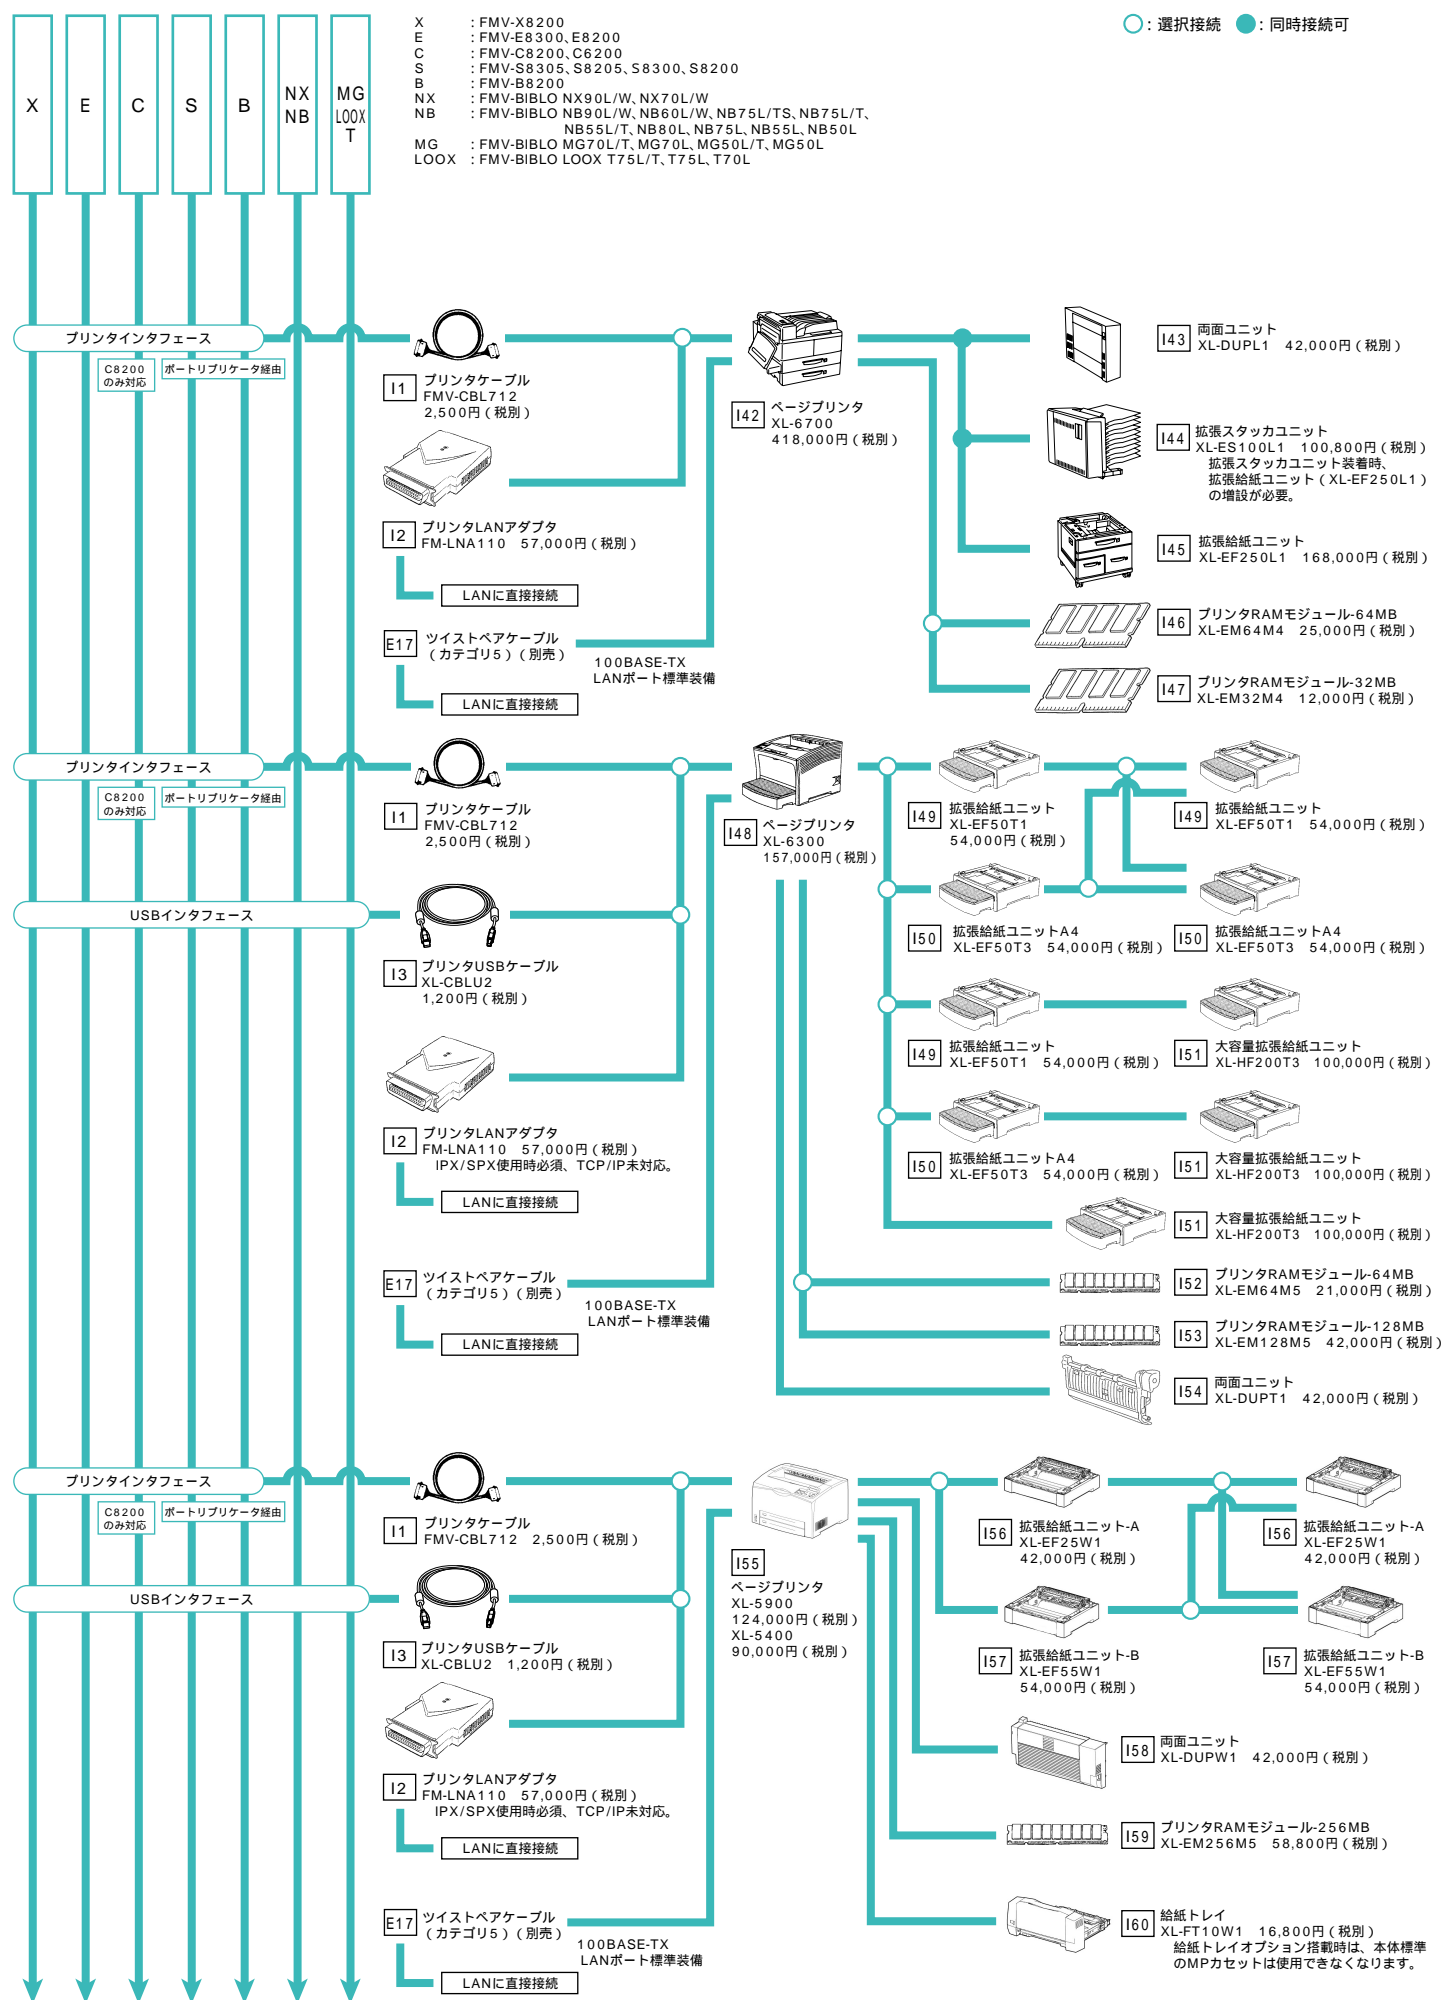 X : FMV-X8200
E : FMV-E8300、E8200
C : FMV-C8200、C6200
S : FMV-S8305、S8205、S8300、S8200
B : FMV-B8200
NX : FMV-BIBLO NX90L/W、NX70L/W
NB : FMV-BIBLO NB90L/W、NB60L/W、NB75L/TS、NB75L/T、
NB55L/T、NB80L、NB75L、NB55L、NB50L
MG : FMV-BIBLO MG70L/T、MG70L、MG50L/T、MG50L
LOOX : FMV-BIBLO LOOX T75L/T、T75L、T70L
○：選択接続 ●：同時接続可
X
E
C
S
B
NX
NB
MG
LOOX
T
プリンタインタフェース
C8200
のみ対応
ポートリプリケータ経由
I1 プリンタケーブル
FMV-CBL712
2,500円（税別）
I2 プリンタLANアダプタ
FM-LNA110 57,000円（税別）
LANに直接接続
E17 ツイストペアケーブル
（カテゴリ5）（別売）
LANに直接接続
100BASE-TX
LANポート標準装備
I42 ページプリンタ
XL-6700
418,000円（税別）
I43 両面ユニット
XL-DUPL1 42,000円（税別）
I44 拡張スタッカユニット
XL-ES100L1 100,800円（税別）
拡張スタッカユニット装着時、
拡張給紙ユニット（XL-EF250L1）
の増設が必要。
I45 拡張給紙ユニット
XL-EF250L1 168,000円（税別）
I46 プリンタRAMモジュール-64MB
XL-EM64M4 25,000円（税別）
I47 プリンタRAMモジュール-32MB
XL-EM32M4 12,000円（税別）
プリンタインタフェース
C8200
のみ対応
ポートリプリケータ経由
I1 プリンタケーブル
FMV-CBL712
2,500円（税別）
USBインタフェース
I3 プリンタUSBケーブル
XL-CBLU2
1,200円（税別）
I2 プリンタLANアダプタ
FM-LNA110 57,000円（税別）
IPX/SPX使用時必須、TCP/IP未対応。
LANに直接接続
E17 ツイストペアケーブル
（カテゴリ5）（別売）
LANに直接接続
100BASE-TX
LANポート標準装備
I48 ページプリンタ
XL-6300
157,000円（税別）
I49 拡張給紙ユニット
XL-EF50T1
54,000円（税別）
I49 拡張給紙ユニット
XL-EF50T1 54,000円（税別）
I50 拡張給紙ユニットA4
XL-EF50T3 54,000円（税別）
I50 拡張給紙ユニットA4
XL-EF50T3 54,000円（税別）
I49 拡張給紙ユニット
XL-EF50T1 54,000円（税別）
I51 大容量拡張給紙ユニット
XL-HF200T3 100,000円（税別）
I50 拡張給紙ユニットA4
XL-EF50T3 54,000円（税別）
I51 大容量拡張給紙ユニット
XL-HF200T3 100,000円（税別）
I51 大容量拡張給紙ユニット
XL-HF200T3 100,000円（税別）
I52 プリンタRAMモジュール-64MB
XL-EM64M5 21,000円（税別）
I53 プリンタRAMモジュール-128MB
XL-EM128M5 42,000円（税別）
I54 両面ユニット
XL-DUPT1 42,000円（税別）
プリンタインタフェース
C8200
のみ対応
ポートリプリケータ経由
I1 プリンタケーブル
FMV-CBL712 2,500円（税別）
USBインタフェース
I3 プリンタUSBケーブル
XL-CBLU2 1,200円（税別）
I2 プリンタLANアダプタ
FM-LNA110 57,000円（税別）
IPX/SPX使用時必須、TCP/IP未対応。
LANに直接接続
E17 ツイストペアケーブル
（カテゴリ5）（別売）
LANに直接接続
100BASE-TX
LANポート標準装備
I55
ページプリンタ
XL-5900
124,000円（税別）
XL-5400
90,000円（税別）
I56 拡張給紙ユニット-A
XL-EF25W1
42,000円（税別）
I56 拡張給紙ユニット-A
XL-EF25W1
42,000円（税別）
I57 拡張給紙ユニット-B
XL-EF55W1
54,000円（税別）
I57 拡張給紙ユニット-B
XL-EF55W1
54,000円（税別）
I58 両面ユニット
XL-DUPW1 42,000円（税別）
I59 プリンタRAMモジュール-256MB
XL-EM256M5 58,800円（税別）
I60 給紙トレイ
XL-FT10W1 16,800円（税別）
給紙トレイオプション搭載時は、本体標準
のMPカセットは使用できなくなります。